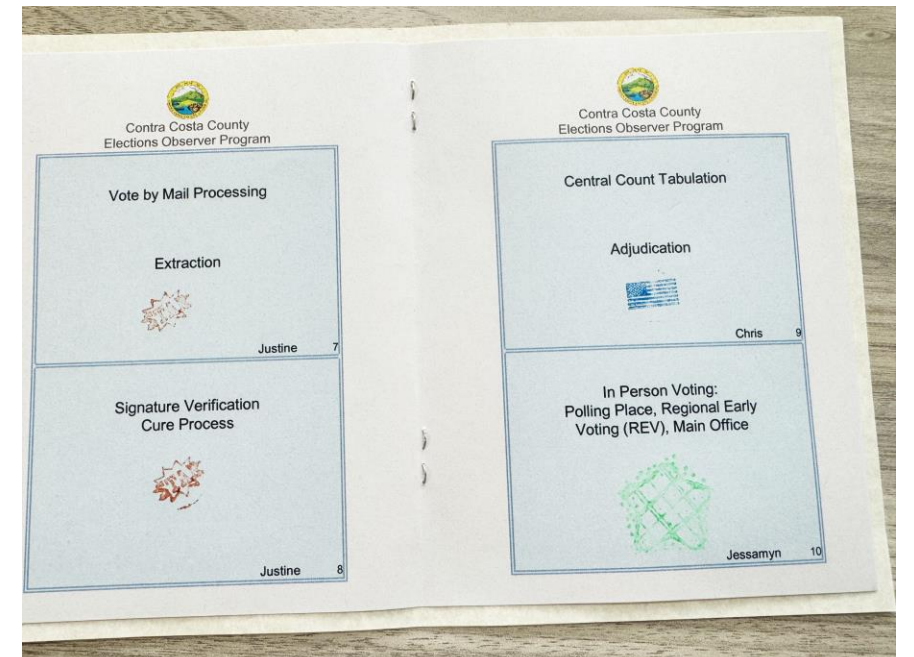 Contra Costa County
Elections Observer Program
Vote by Mail Processing
Extraction
Justine 7
Signature Verification
Cure Process
Justine 8
Contra Costa County
Elections Observer Program
Central Count Tabulation
Adjudication
Chris 9
In Person Voting:
Polling Place, Regional Early
Voting (REV), Main Office
Jessamyn 10